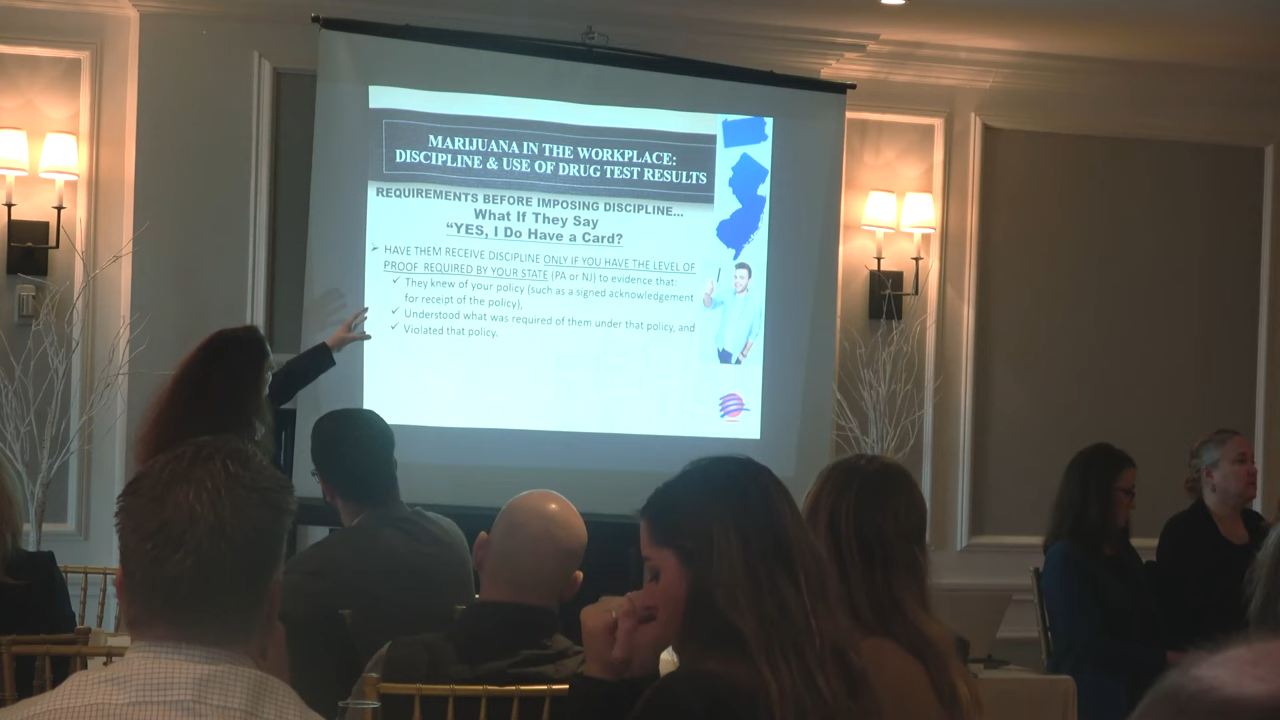 MARIJUANA IN THE WORKPLACE:
DISCIPLINE & USE OF DRUG TEST RESULTS
REQUIREMENTS BEFORE IMPOSING DISCIPLINE...
What If They Say
“YES, I Do Have a Card?
➢ HAVE THEM RECEIVE DISCIPLINE ONLY IF YOU HAVE THE LEVEL OF
PROOF REQUIRED BY YOUR STATE (PA or NJ) to evidence that:
✓ They knew of your policy (such as a signed acknowledgement
for receipt of the policy),
✓ Understood what was required of them under that policy, and
✓ Violated that policy.